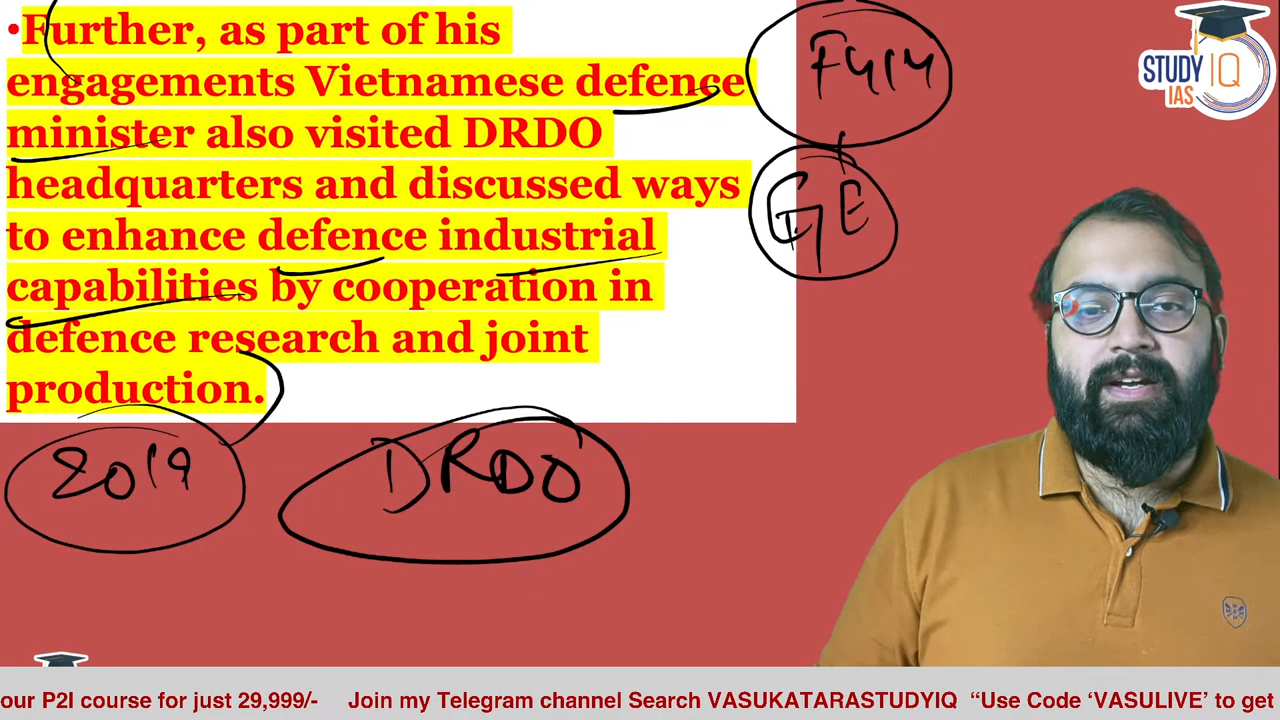 •Further, as part of his
engagements Vietnamese defence
minister also visited DRDO
headquarters and discussed ways
to enhance defence industrial
capabilities by cooperation in
defence research and joint
production.
F414
GE
2019
DRDO
STUDY IQ
IAS
our P2I course for just 29,999/- Join my Telegram channel Search VASUKATARASTUDYIQ “Use Code ‘VASULIVE’ to get